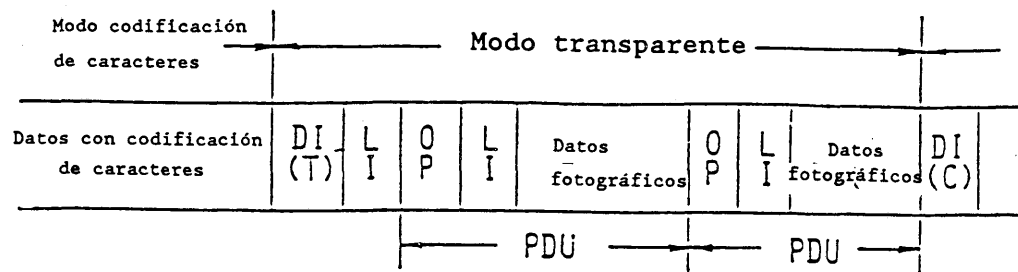 Modo codificación
de caracteres
Modo transparente
Datos con codificación
de caracteres
DI
(T)
L
I
O
P
L
I
Datos
fotográficos
O
P
L
I
Datos
fotográficos
DI
(C)
PDU
PDU